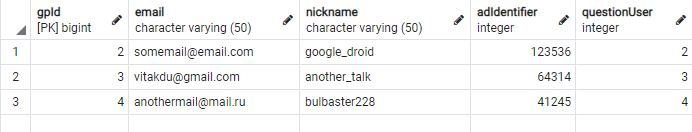 gpId email nickname adIdentifier questionUser
[PK] bigint character varying (50) character varying (50) integer integer
1 2 somemail@email.com google_droid 123536 2
2 3 vitakdu@gmail.com another_talk 64314 3
3 4 anothermail@mail.ru bulbaster228 41245 4